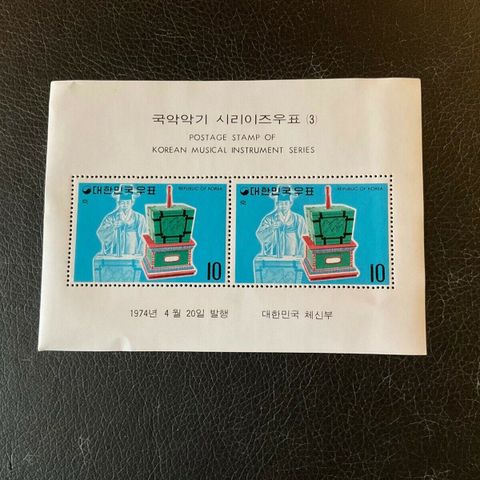 국악악기 시리이즈우표 (3)
POSTAGE STAMP OF
KOREAN MUSICAL INSTRUMENT SERIES
대한민국우표 REPUBLIC OF KOREA
10
대한민국우표 REPUBLIC OF KOREA
10
1974년 4월 20일 발행 대한민국 체신부